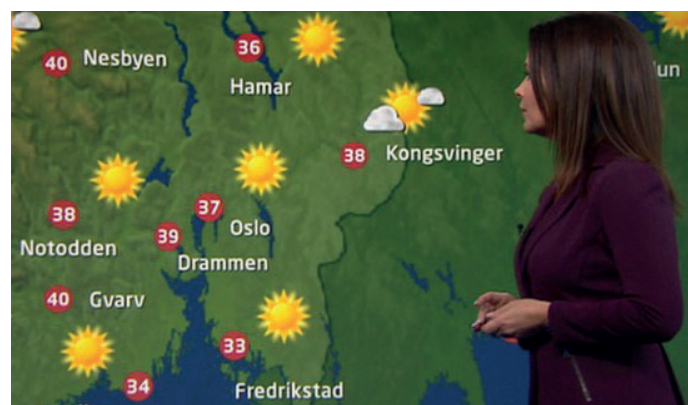 40 Nesbyen
36
Hamar
38 Kongsvinger
38
Notodden
37
Oslo
39
Drammen
40 Gvarv
33
Fredrikstad
34